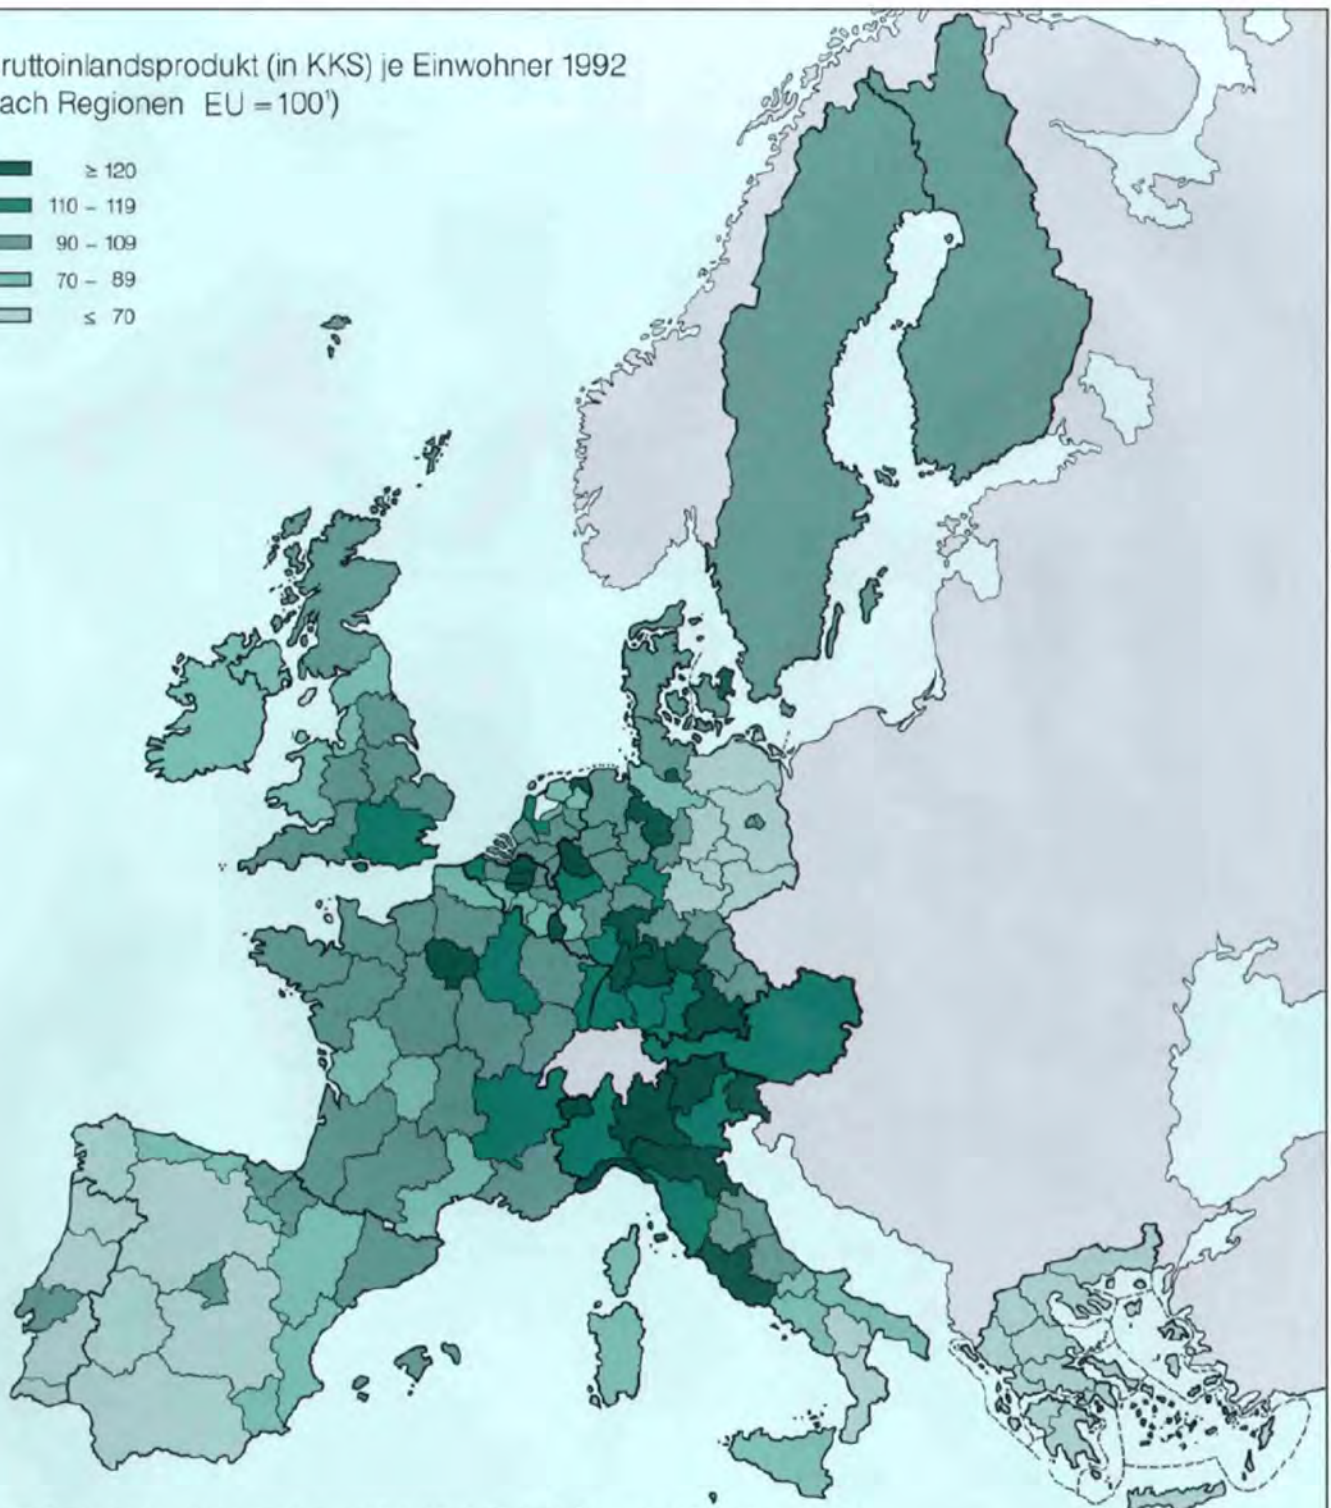 ruttoinlandsprodukt (in KKS) je Einwohner 1992
ach Regionen EU = 100¹)
≥ 120
110 – 119
90 – 109
70 – 89
≤ 70